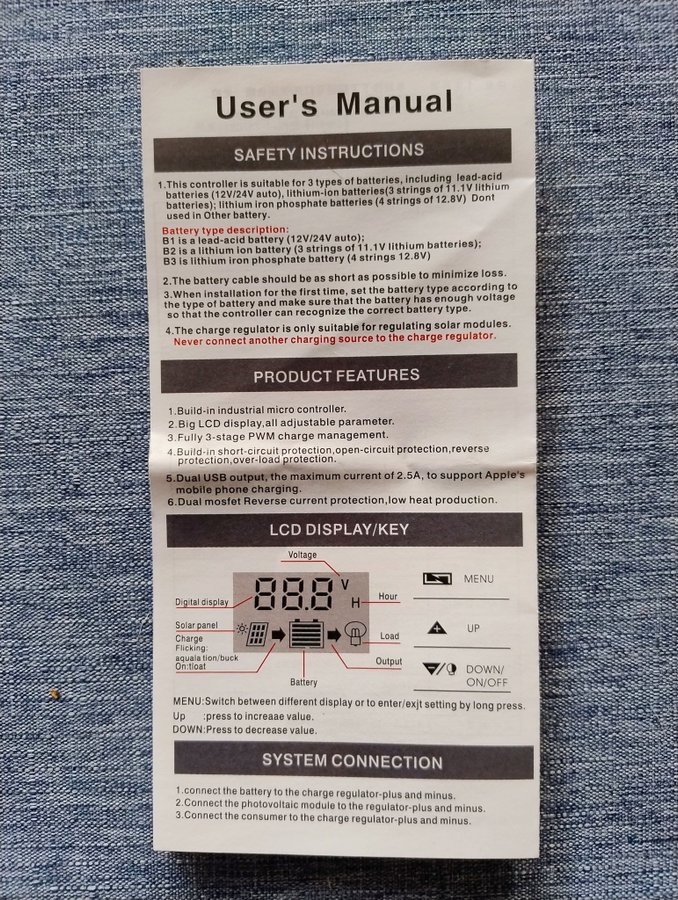 User's Manual
SAFETY INSTRUCTIONS
1.This controller is suitable for 3 types of batteries, including lead-acid
batteries (12V/24V auto), lithium-ion batteries(3 strings of 11.1V lithium
batteries); lithium iron phosphate batteries (4 strings of 12.8V) Dont
used in Other battery.
Battery type description:
B1 is a lead-acid battery (12V/24V auto);
B2 is a lithium ion battery (3 strings of 11.1V lithium batteries);
B3 is lithium iron phosphate battery (4 strings 12.8V)
2.The battery cable should be as short as possible to minimize loss.
3.When installation for the first time, set the battery type according to
the type of battery and make sure that the battery has enough voltage
so that the controller can recognize the correct battery type.
4.The charge regulator is only suitable for regulating solar modules.
Never connect another charging source to the charge regulator.
PRODUCT FEATURES
1.Build-in industrial micro controller.
2.Big LCD display,all adjustable parameter.
3.Fully 3-stage PWM charge management.
4.Build-in short-circuit protection,open-circuit protection,reverse
protection,over-load protection.
5.Dual USB output, the maximum current of 2.5A, to support Apple's
mobile phone charging.
6.Dual mosfet Reverse current protection,low heat production.
LCD DISPLAY/KEY
Voltage
88.8 V
H
Digital display
Hour
Solar panel
Charge
Flicking:
aquala tion/buck
On:tloat
Load
Output
Battery
MENU
UP
DOWN/
ON/OFF
MENU:Switch between different display or to enter/exjt setting by long press.
Up :press to increaae value.
DOWN:Press to decrease value.
SYSTEM CONNECTION
1.connect the battery to the charge regulator-plus and minus.
2.Connect the photovoltaic module to the regulator-plus and minus.
3.Connect the consumer to the charge regulator-plus and minus.